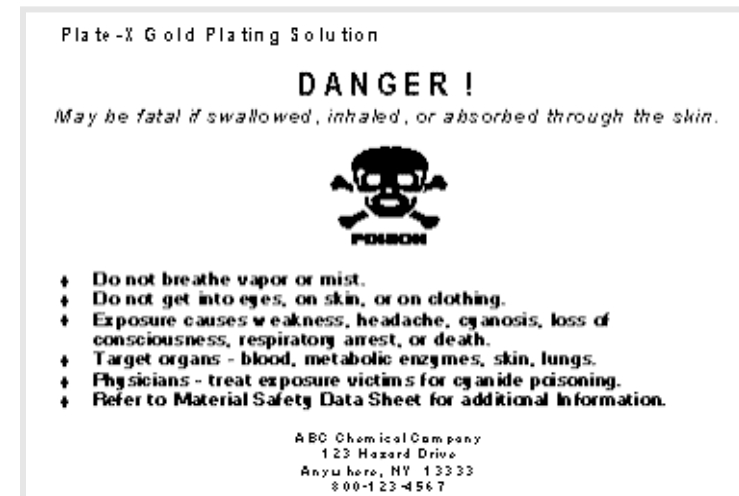 Plate-X Gold Plating Solution
DANGER!
May be fatal if swallowed, inhaled, or absorbed through the skin.
POISON
♦ Do not breathe vapor or mist.
♦ Do not get into eyes, on skin, or on clothing.
♦ Exposure causes weakness, headache, cyanosis, loss of
consciousness, respiratory arrest, or death.
♦ Target organs - blood, metabolic enzymes, skin, lungs.
♦ Physicians - treat exposure victims for cyanide poisoning.
♦ Refer to Material Safety Data Sheet for additional Information.
ABC Chemical Company
123 Hazard Drive
Anywhere, NY 13333
800-123-4567